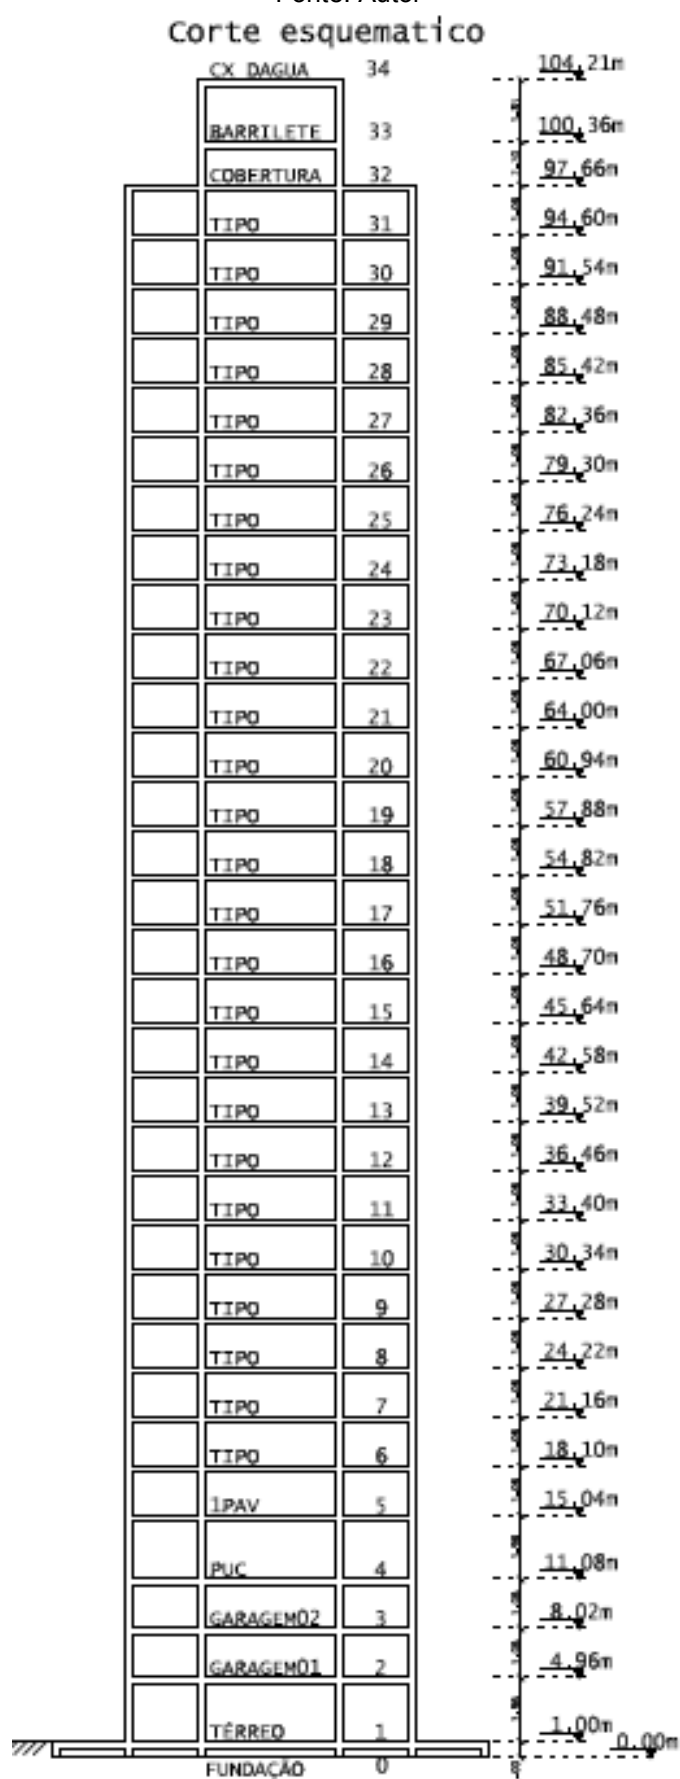 Fonte: Autor
Corte esquematico
CX DAGUA 34 104,21m
BARRILETE 33 100,36m
COBERTURA 32 97,66m
TIPO 31 94,60m
TIPO 30 91,54m
TIPO 29 88,48m
TIPO 28 85,42m
TIPO 27 82,36m
TIPO 26 79,30m
TIPO 25 76,24m
TIPO 24 73,18m
TIPO 23 70,12m
TIPO 22 67,06m
TIPO 21 64,00m
TIPO 20 60,94m
TIPO 19 57,88m
TIPO 18 54,82m
TIPO 17 51,76m
TIPO 16 48,70m
TIPO 15 45,64m
TIPO 14 42,58m
TIPO 13 39,52m
TIPO 12 36,46m
TIPO 11 33,40m
TIPO 10 30,34m
TIPO 9 27,28m
TIPO 8 24,22m
TIPO 7 21,16m
TIPO 6 18,10m
1PAV 5 15,04m
PUC 4 11,08m
GARAGEM02 3 8,02m
GARAGEM01 2 4,96m
TÉRREO 1 1,00m
0,00m
FUNDAÇÃO 0